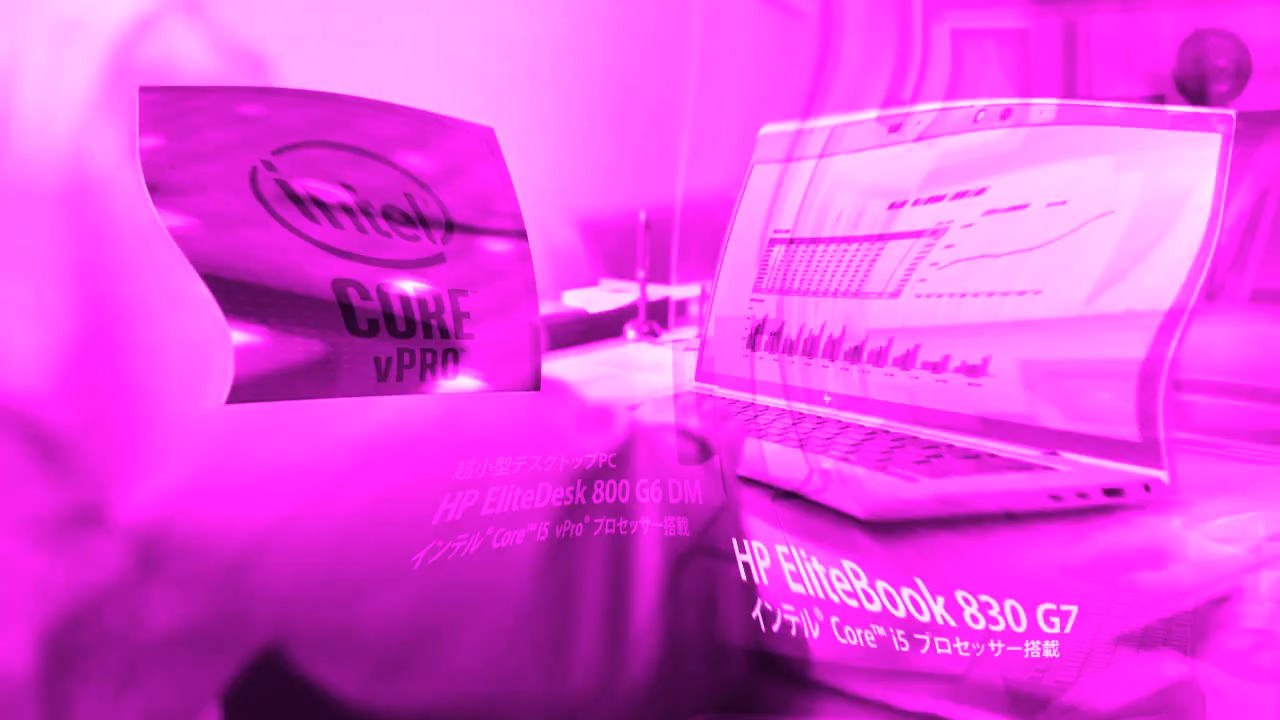 intel
CORE
vPRO
超小型デスクトップPC
HP EliteDesk 800 G6 DM
インテル® Core™ i5 vPro® プロセッサー搭載
HP EliteBook 830 G7
インテル® Core™ i5 プロセッサー搭載